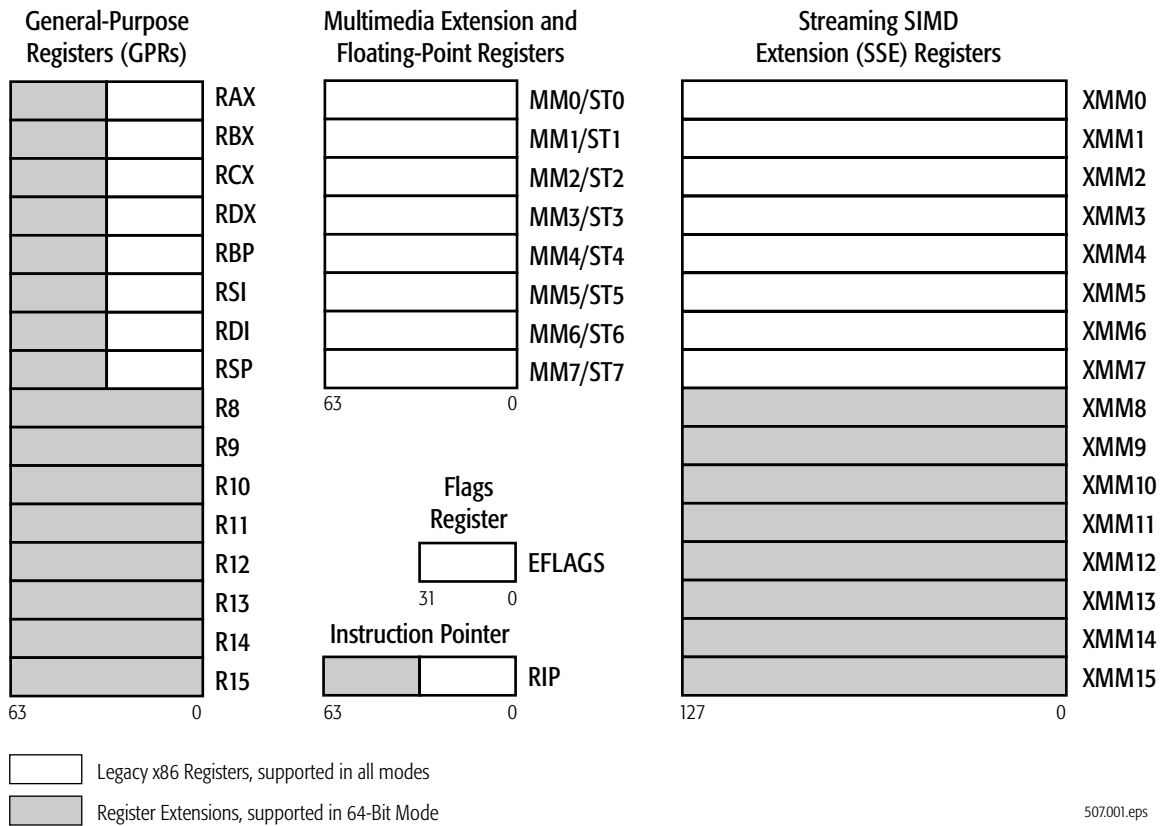 General-Purpose
Registers (GPRs)
RAX
RBX
RCX
RDX
RBP
RSI
RDI
RSP
R8
R9
R10
R11
R12
R13
R14
R15
63 0
Multimedia Extension and
Floating-Point Registers
MM0/ST0
MM1/ST1
MM2/ST2
MM3/ST3
MM4/ST4
MM5/ST5
MM6/ST6
MM7/ST7
63 0
Flags
Register
EFLAGS
31 0
Instruction Pointer
RIP
63 0
Streaming SIMD
Extension (SSE) Registers
XMM0
XMM1
XMM2
XMM3
XMM4
XMM5
XMM6
XMM7
XMM8
XMM9
XMM10
XMM11
XMM12
XMM13
XMM14
XMM15
127 0
Legacy x86 Registers, supported in all modes
Register Extensions, supported in 64-Bit Mode
507.001.eps